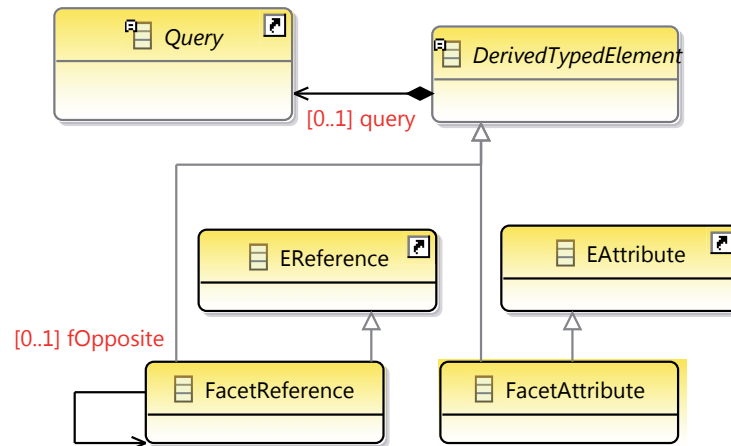 Query
DerivedTypedElement
[0..1] query
EReference
EAttribute
[0..1] fOpposite
FacetReference
FacetAttribute